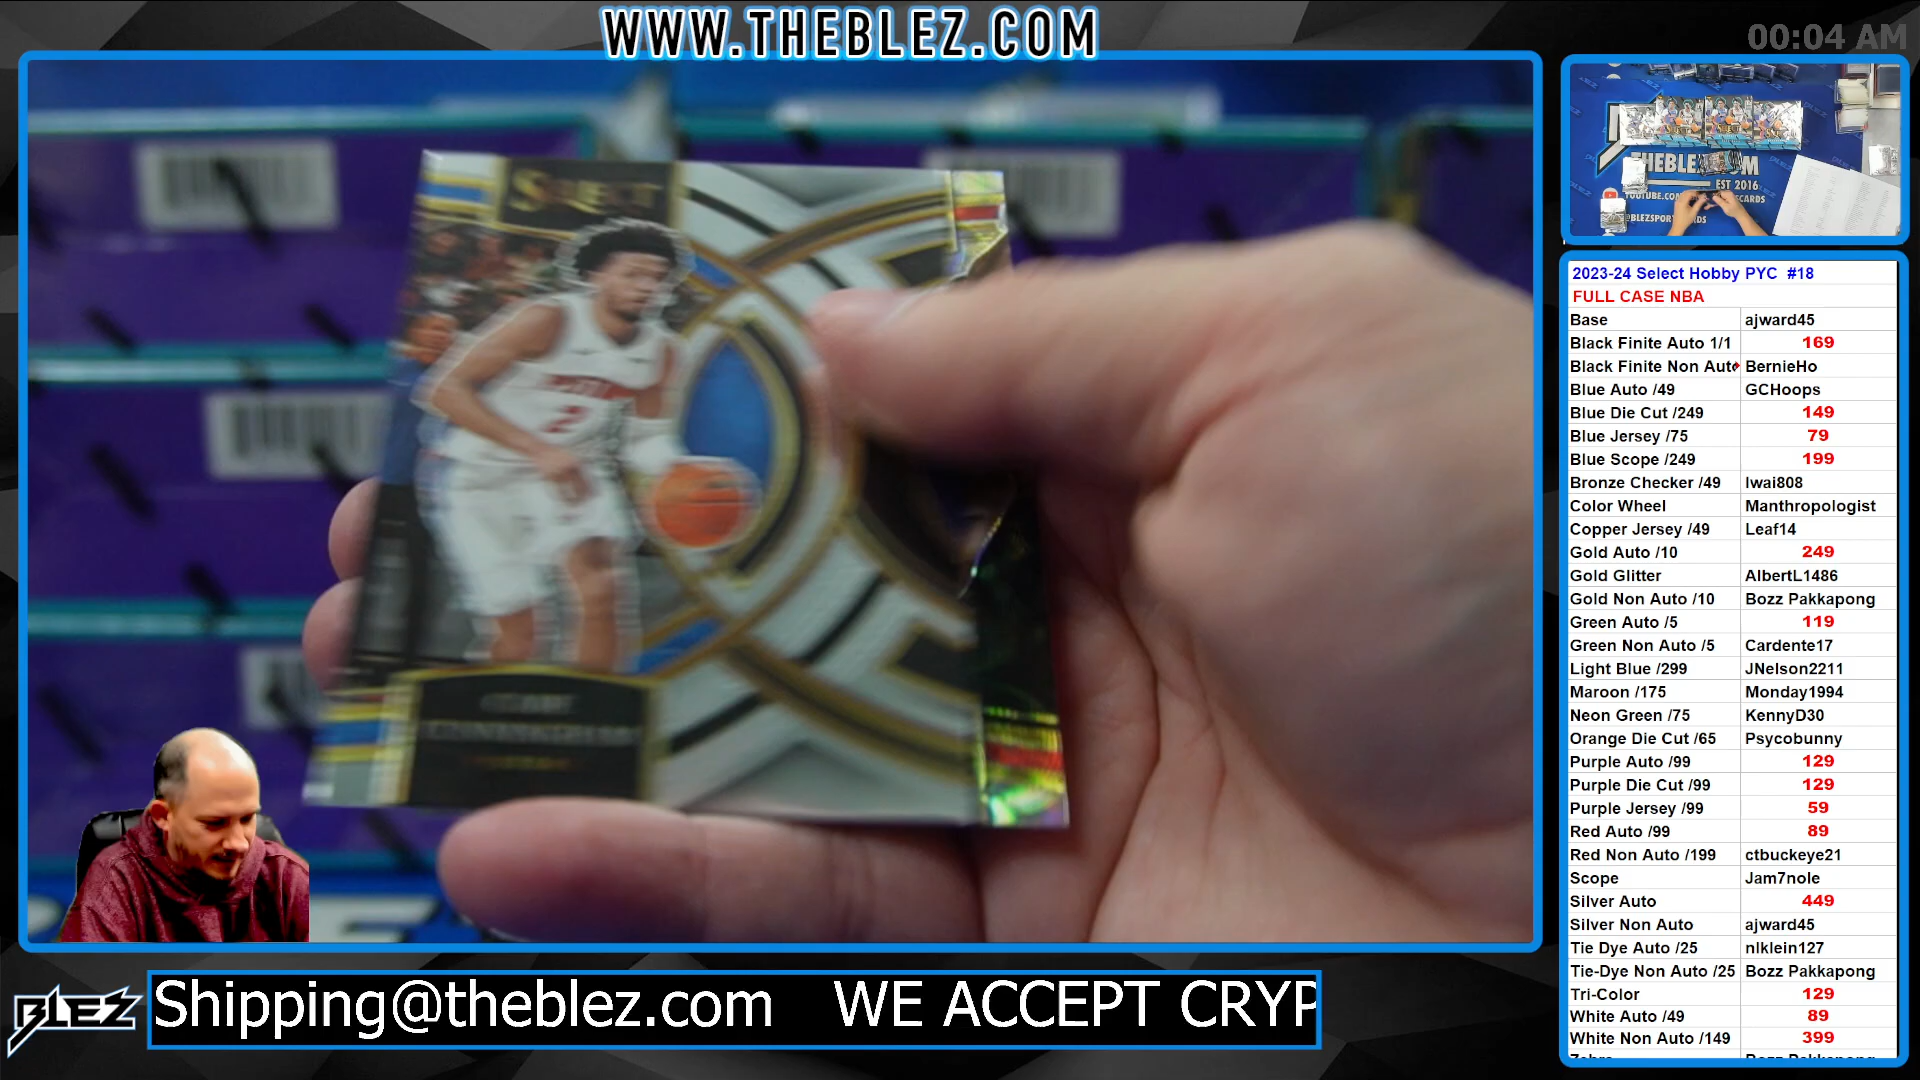 WWW.THEBLEZ.COM
00:04 AM
SELECT
2
THEBLEZ.COM
EST 2016
2023-24 Select Hobby PYC #18
FULL CASE NBA
Base ajward45
Black Finite Auto 1/1 169
Black Finite Non Auto BernieHo
Blue Auto /49 GCHoops
Blue Die Cut /249 149
Blue Jersey /75 79
Blue Scope /249 199
Bronze Checker /49 Iwai808
Color Wheel Manthropologist
Copper Jersey /49 Leaf14
Gold Auto /10 249
Gold Glitter AlbertL1486
Gold Non Auto /10 Bozz Pakkapong
Green Auto /5 119
Green Non Auto /5 Cardente17
Light Blue /299 JNelson2211
Maroon /175 Monday1994
Neon Green /75 KennyD30
Orange Die Cut /65 Psycobunny
Purple Auto /99 129
Purple Die Cut /99 129
Purple Jersey /99 59
Red Auto /99 89
Red Non Auto /199 ctbuckeye21
Scope Jam7nole
Silver Auto 449
Silver Non Auto ajward45
Tie Dye Auto /25 nlklein127
Tie-Dye Non Auto /25 Bozz Pakkapong
Tri-Color 129
White Auto /49 89
White Non Auto /149 399
BLEZ
Shipping@theblez.com WE ACCEPT CRYP